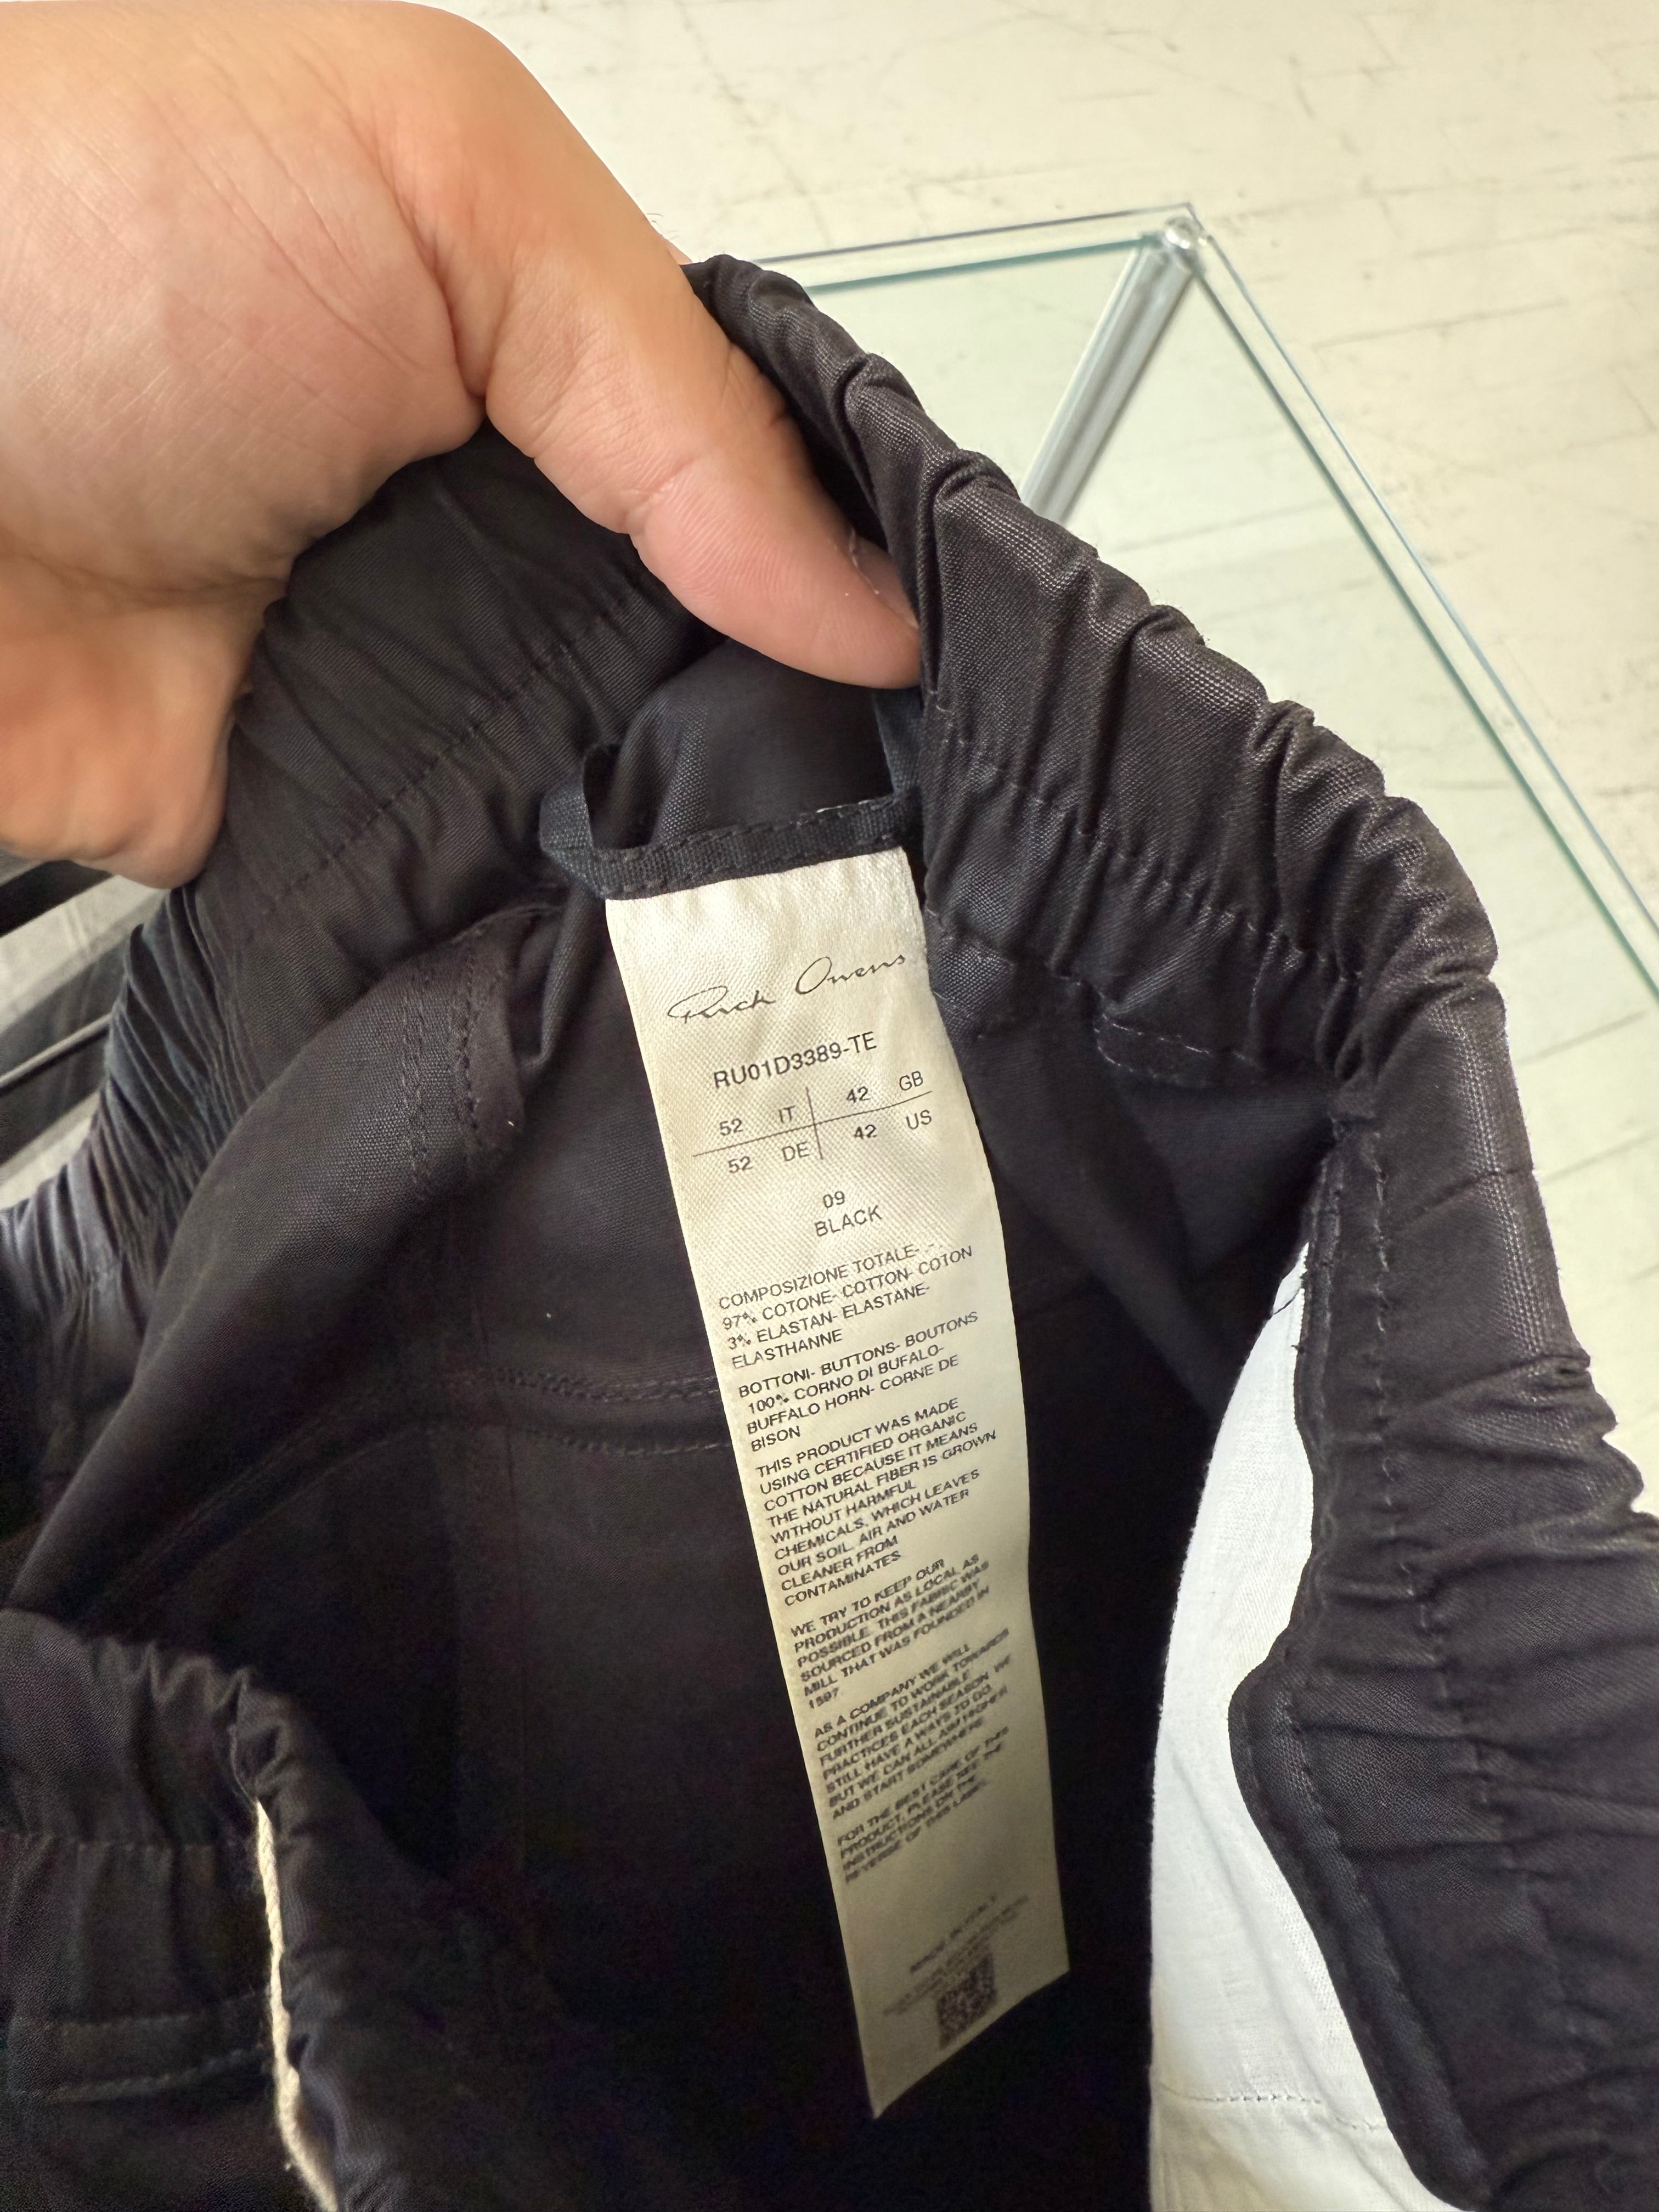 Rick Owens
RU01D3389-TE
52 IT 42 GB
52 DE 42 US
09
BLACK
COMPOSIZIONE TOTALE- - -
97% COTONE- COTTON- COTON
3% ELASTAN- ELASTANE-
ELASTHANNE
BOTTONI- BUTTONS- BOUTONS
100% CORNO DI BUFALO-
BUFFALO HORN- CORNE DE
BISON
THIS PRODUCT WAS MADE
USING CERTIFIED ORGANIC
COTTON BECAUSE IT MEANS
THE NATURAL FIBER IS GROWN
WITHOUT HARMFUL
CHEMICALS, WHICH LEAVES
OUR SOIL, AIR AND WATER
CLEANER FROM
CONTAMINATES
WE TRY TO KEEP OUR
PRODUCTION AS LOCAL AS
POSSIBLE. THIS FABRIC WAS
SOURCED FROM A NEARBY
MILL THAT WAS FOUNDED IN
1597
AS A COMPANY WE WILL
CONTINUE TO WORK TOWARDS
FURTHER SUSTAINABLE
PRACTICES EACH SEASON. WE
STILL HAVE A WAYS TO GO,
BUT WE CAN ALL AIM HIGHER
AND START SOMEWHERE
FOR THE BEST CARE OF THIS
PRODUCT, PLEASE SEE THE
INSTRUCTIONS ON THE
REVERSE OF THIS LABEL
MADE IN ITALY